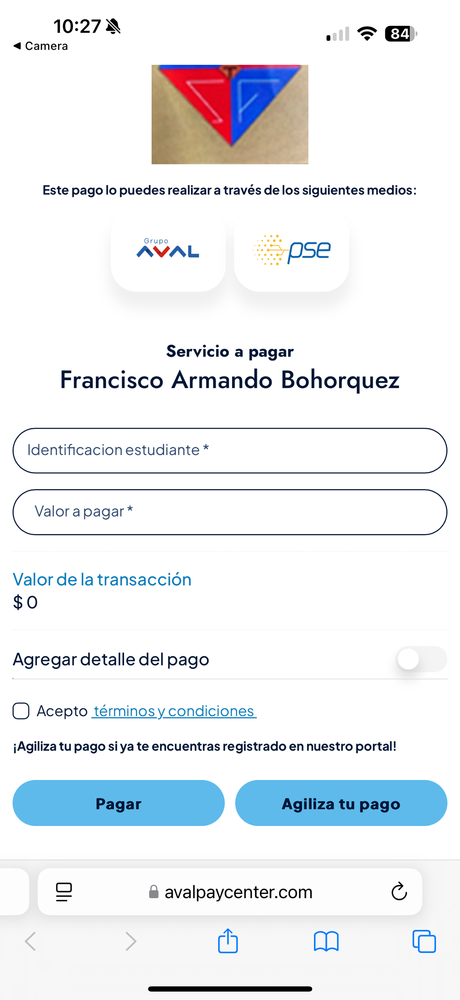 10:27
84
Camera
T
Este pago lo puedes realizar a través de los siguientes medios:
Grupo
AVAL
pse
Servicio a pagar
Francisco Armando Bohorquez
Identificacion estudiante *
Valor a pagar *
Valor de la transacción
$ 0
Agregar detalle del pago
Acepto términos y condiciones
¡Agiliza tu pago si ya te encuentras registrado en nuestro portal!
Pagar
Agiliza tu pago
avalpaycenter.com